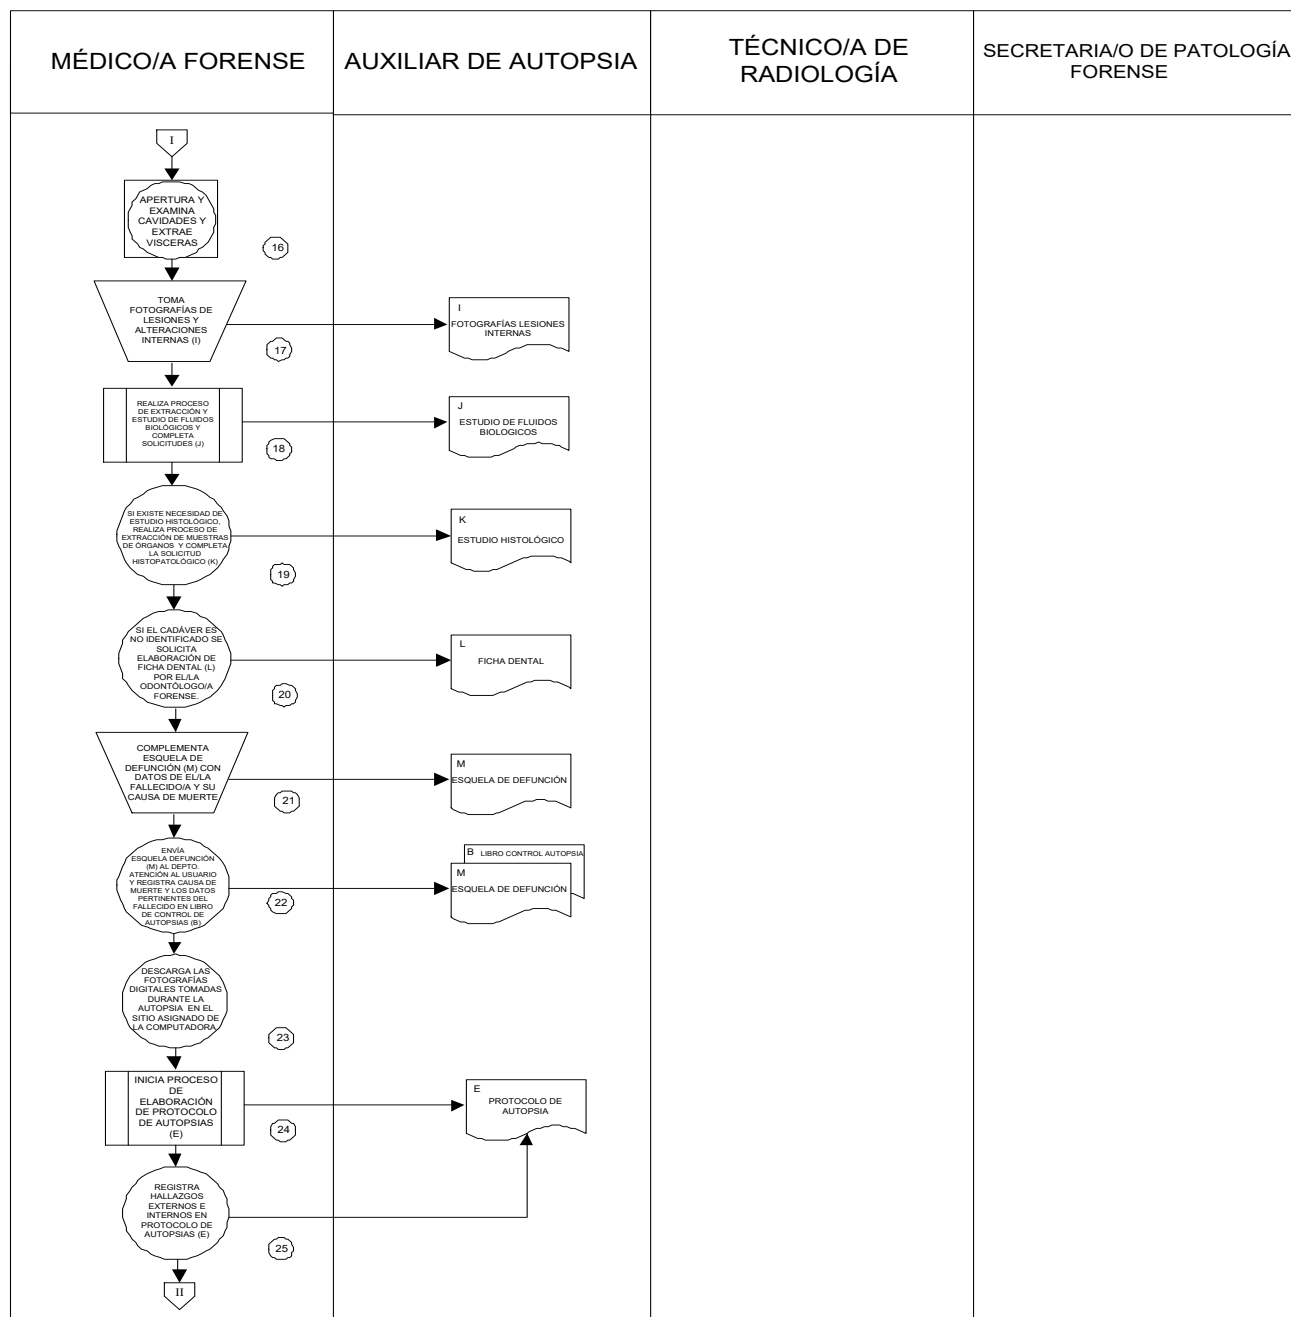 MÉDICO/A FORENSE
AUXILIAR DE AUTOPSIA
TÉCNICO/A DE
RADIOLOGÍA
SECRETARIA/O DE PATOLOGÍA
FORENSE
I
APERTURA Y
EXAMINA
CAVIDADES Y
EXTRAE
VISCERAS
16
TOMA
FOTOGRAFÍAS DE
LESIONES Y
ALTERACIONES
INTERNAS (I)
17
I
FOTOGRAFÍAS LESIONES
INTERNAS
REALIZA PROCESO
DE EXTRACCIÓN Y
ESTUDIO DE FLUIDOS
BIOLÓGICOS Y
COMPLETA
SOLICITUDES (J)
18
J
ESTUDIO DE FLUIDOS
BIOLOGICOS
SI EXISTE NECESIDAD DE
ESTUDIO HISTOLÓGICO,
REALIZA PROCESO DE
EXTRACCIÓN DE MUESTRAS
DE ÓRGANOS Y COMPLETA
LA SOLICITUD
HISTOPATOLÓGICO (K)
19
K
ESTUDIO HISTOLÓGICO
SI EL CADÁVER ES
NO IDENTIFICADO SE
SOLICITA
ELABORACIÓN DE
FICHA DENTAL (L)
POR EL/LA
ODONTÓLOGO/A
FORENSE.
20
L
FICHA DENTAL
COMPLEMENTA
ESQUELA DE
DEFUNCIÓN (M) CON
DATOS DE EL/LA
FALLECIDO/A Y SU
CAUSA DE MUERTE
21
M
ESQUELA DE DEFUNCIÓN
ENVÍA
ESQUELA DEFUNCIÓN
(M) AL DEPTO.
ATENCIÓN AL USUARIO
Y REGISTRA CAUSA DE
MUERTE Y LOS DATOS
PERTINENTES DEL
FALLECIDO EN LIBRO
DE CONTROL DE
AUTOPSIAS (B)
22
B LIBRO CONTROL AUTOPSIA
M
ESQUELA DE DEFUNCIÓN
DESCARGA LAS
FOTOGRAFÍAS
DIGITALES TOMADAS
DURANTE LA
AUTOPSIA EN EL
SITIO ASIGNADO DE
LA COMPUTADORA
23
INICIA PROCESO
DE
ELABORACIÓN
DE PROTOCOLO
DE AUTOPSIAS
(E)
24
E
PROTOCOLO DE
AUTOPSIA
REGISTRA
HALLAZGOS
EXTERNOS E
INTERNOS EN
PROTOCOLO DE
AUTOPSIAS (E)
25
II